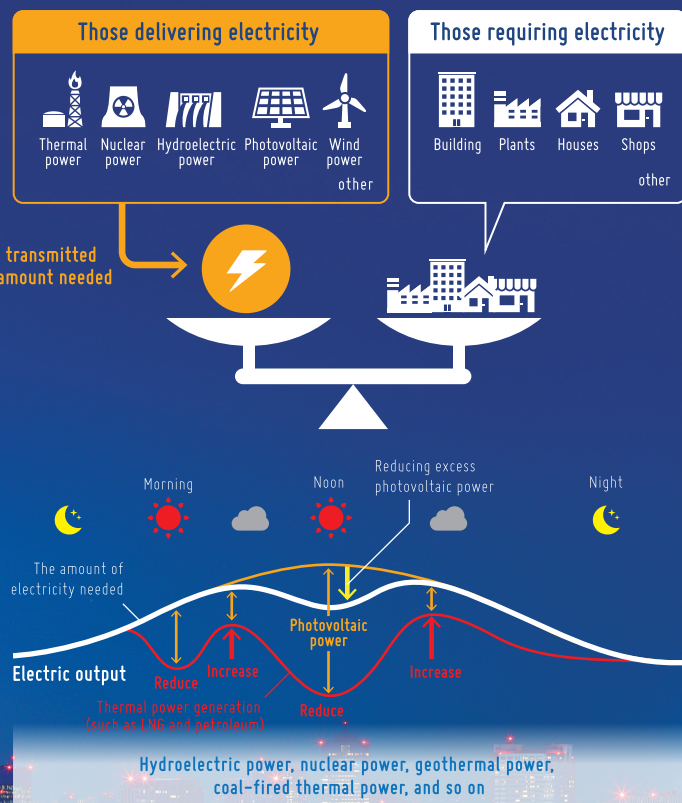 Those delivering electricity
Thermal
power
Nuclear
power
Hydroelectric
power
Photovoltaic
power
Wind
power
other
Those requiring electricity
Building
Plants
Houses
Shops
other
transmitted
amount needed
Morning
Noon
Reducing excess
photovoltaic power
Night
The amount of
electricity needed
Photovoltaic
power
Electric output
Reduce
Increase
Increase
Thermal power generation
(such as LNG and petroleum)
Reduce
Hydroelectric power, nuclear power, geothermal power,
coal-fired thermal power, and so on